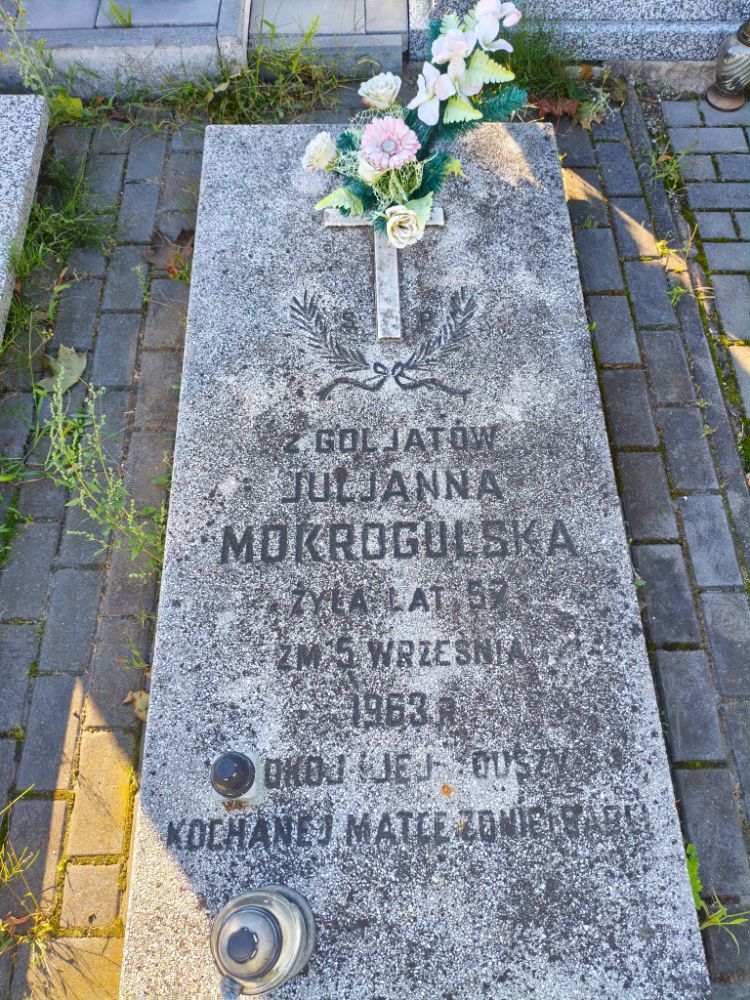 Ś P
Z GOLJATÓW
JULJANNA
MOKROGULSKA
ŻYŁA LAT 57
ZM 5 WRZEŚNIA
1963 R
OKOJ JEJ DUSZY
KOCHANEJ MATCE ŻONIE I BABCI